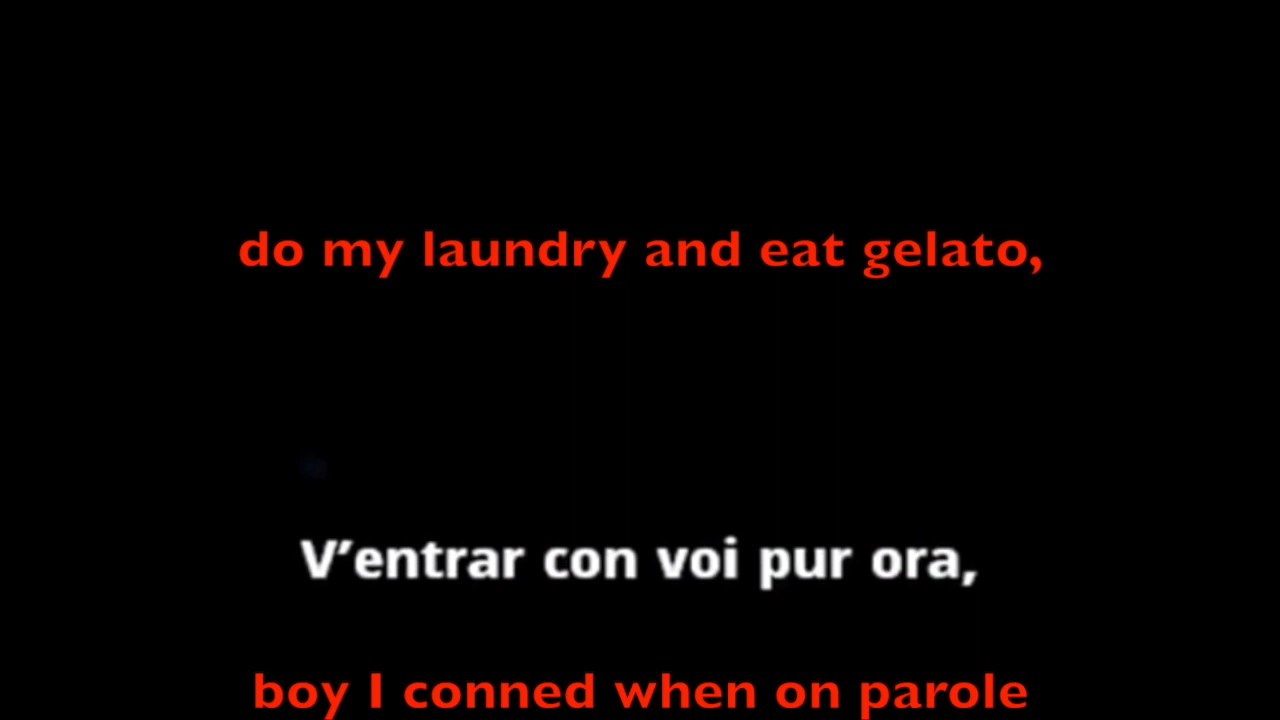 do my laundry and eat gelato,
V’entrar con voi pur ora,
boy I conned when on parole